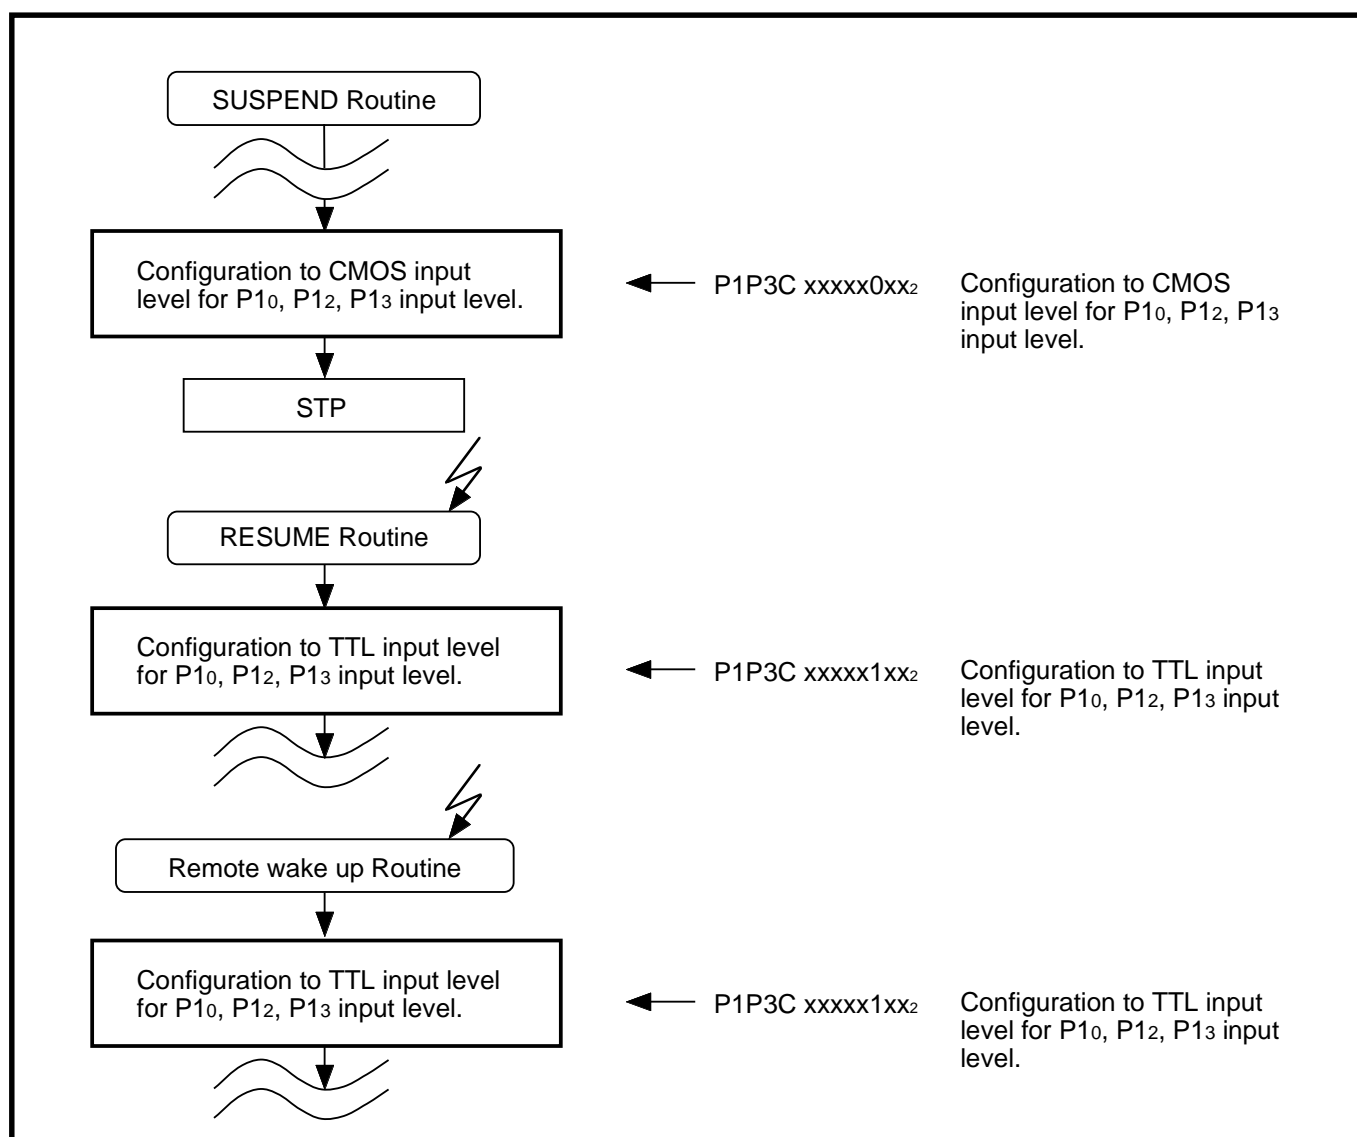 SUSPEND Routine
Configuration to CMOS input
level for P10, P12, P13 input level.
P1P3C xxxxx0xx2
Configuration to CMOS
input level for P10, P12, P13
input level.
STP
RESUME Routine
Configuration to TTL input level
for P10, P12, P13 input level.
P1P3C xxxxx1xx2
Configuration to TTL input
level for P10, P12, P13 input
level.
Remote wake up Routine
Configuration to TTL input level
for P10, P12, P13 input level.
P1P3C xxxxx1xx2
Configuration to TTL input
level for P10, P12, P13 input
level.